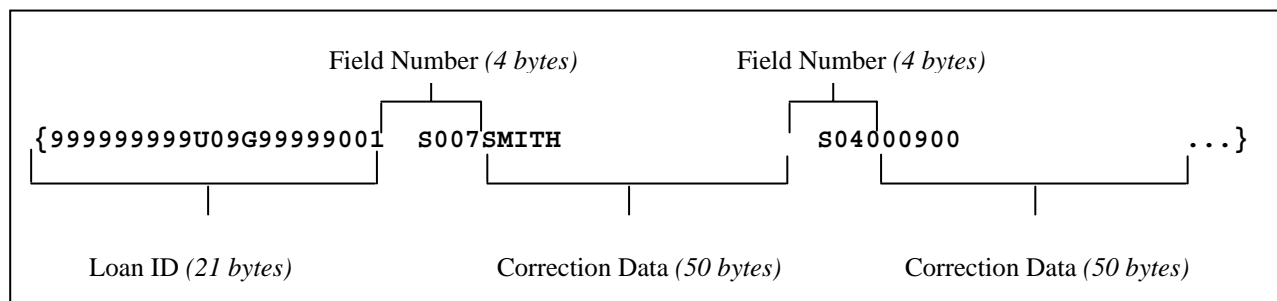 Field Number (4 bytes) Field Number (4 bytes)
{999999999U09G99999001 S007SMITH S04000900 ...}
Loan ID (21 bytes) Correction Data (50 bytes) Correction Data (50 bytes)